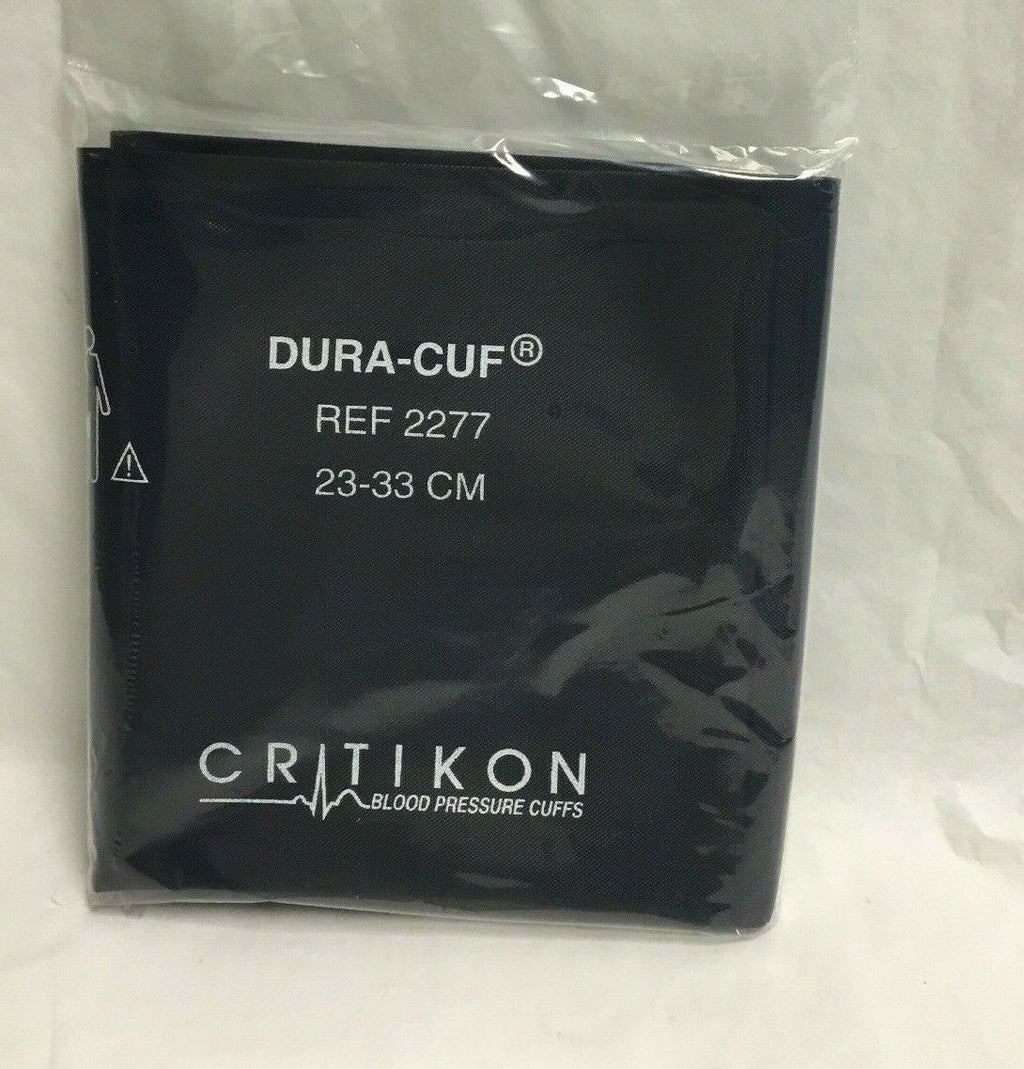 DURA-CUF®
REF 2277
23-33 CM
CRITIKON
BLOOD PRESSURE CUFFS